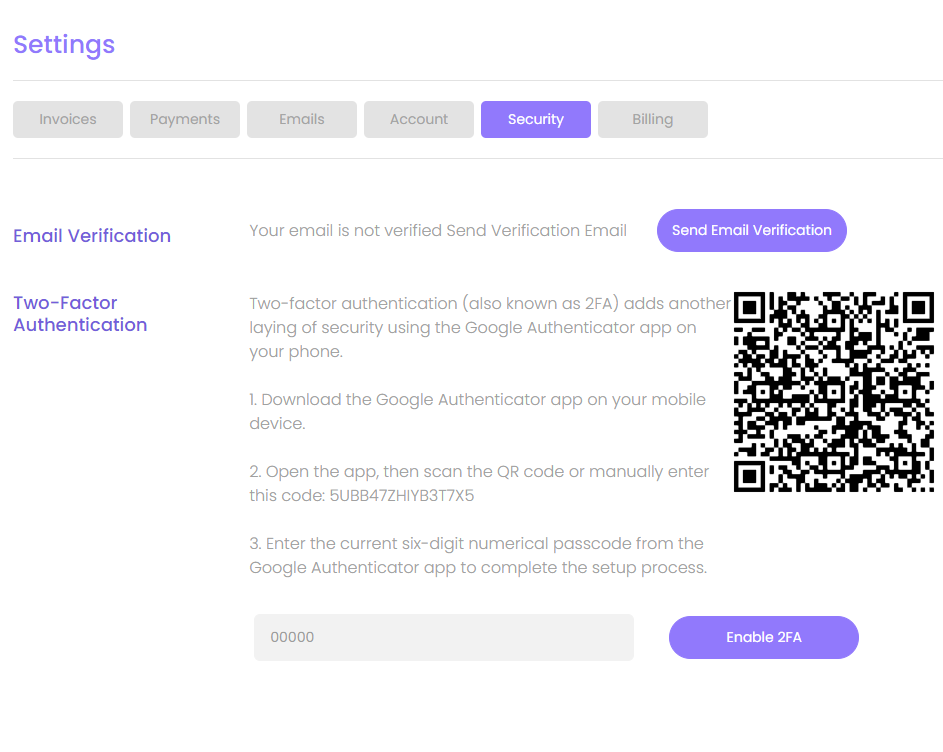 Settings
Invoices
Payments
Emails
Account
Security
Billing
Email Verification
Your email is not verified Send Verification Email
Send Email Verification
Two-Factor
Authentication
Two-factor authentication (also known as 2FA) adds another
laying of security using the Google Authenticator app on
your phone.
1. Download the Google Authenticator app on your mobile
device.
2. Open the app, then scan the QR code or manually enter
this code: 5UBB47ZHIYB3T7X5
3. Enter the current six-digit numerical passcode from the
Google Authenticator app to complete the setup process.
00000
Enable 2FA